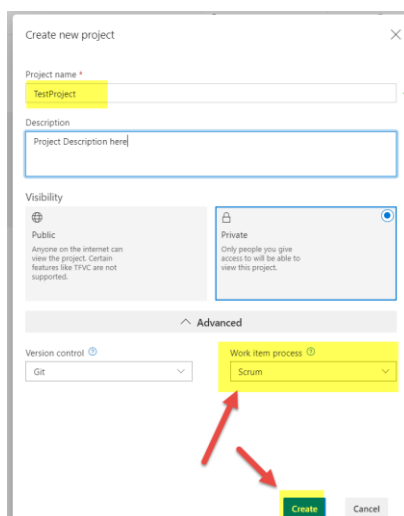 Create new project
Project name *
TestProject
Description
Project Description here
Visibility
Public
Anyone on the internet can
view the project. Certain
features like TFVC are not
supported.
Private
Only people you give
access to will be able to
view this project.
Advanced
Version control
Git
Work item process
Scrum
Create
Cancel